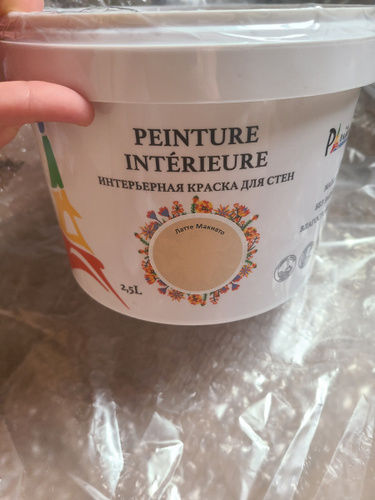 PEINTURE
INTÉRIEURE
ИНТЕРЬЕРНАЯ КРАСКА ДЛЯ СТЕН
Латте Макиато
2,5L